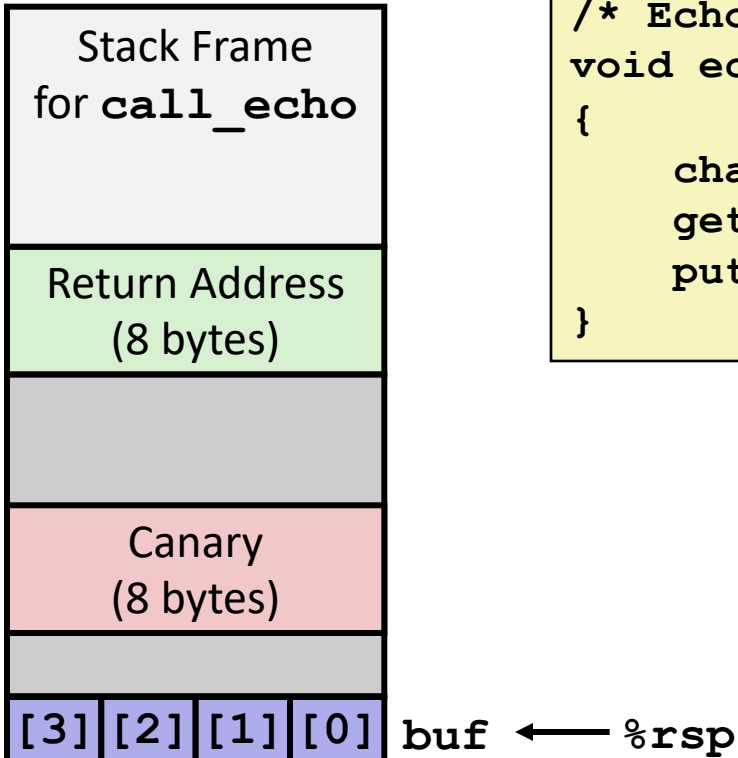 Stack Frame
for call_echo
Return Address
(8 bytes)
Canary
(8 bytes)
[3] [2] [1] [0] buf ← %rsp
/* Echo
void ec
{
cha
get
put
}